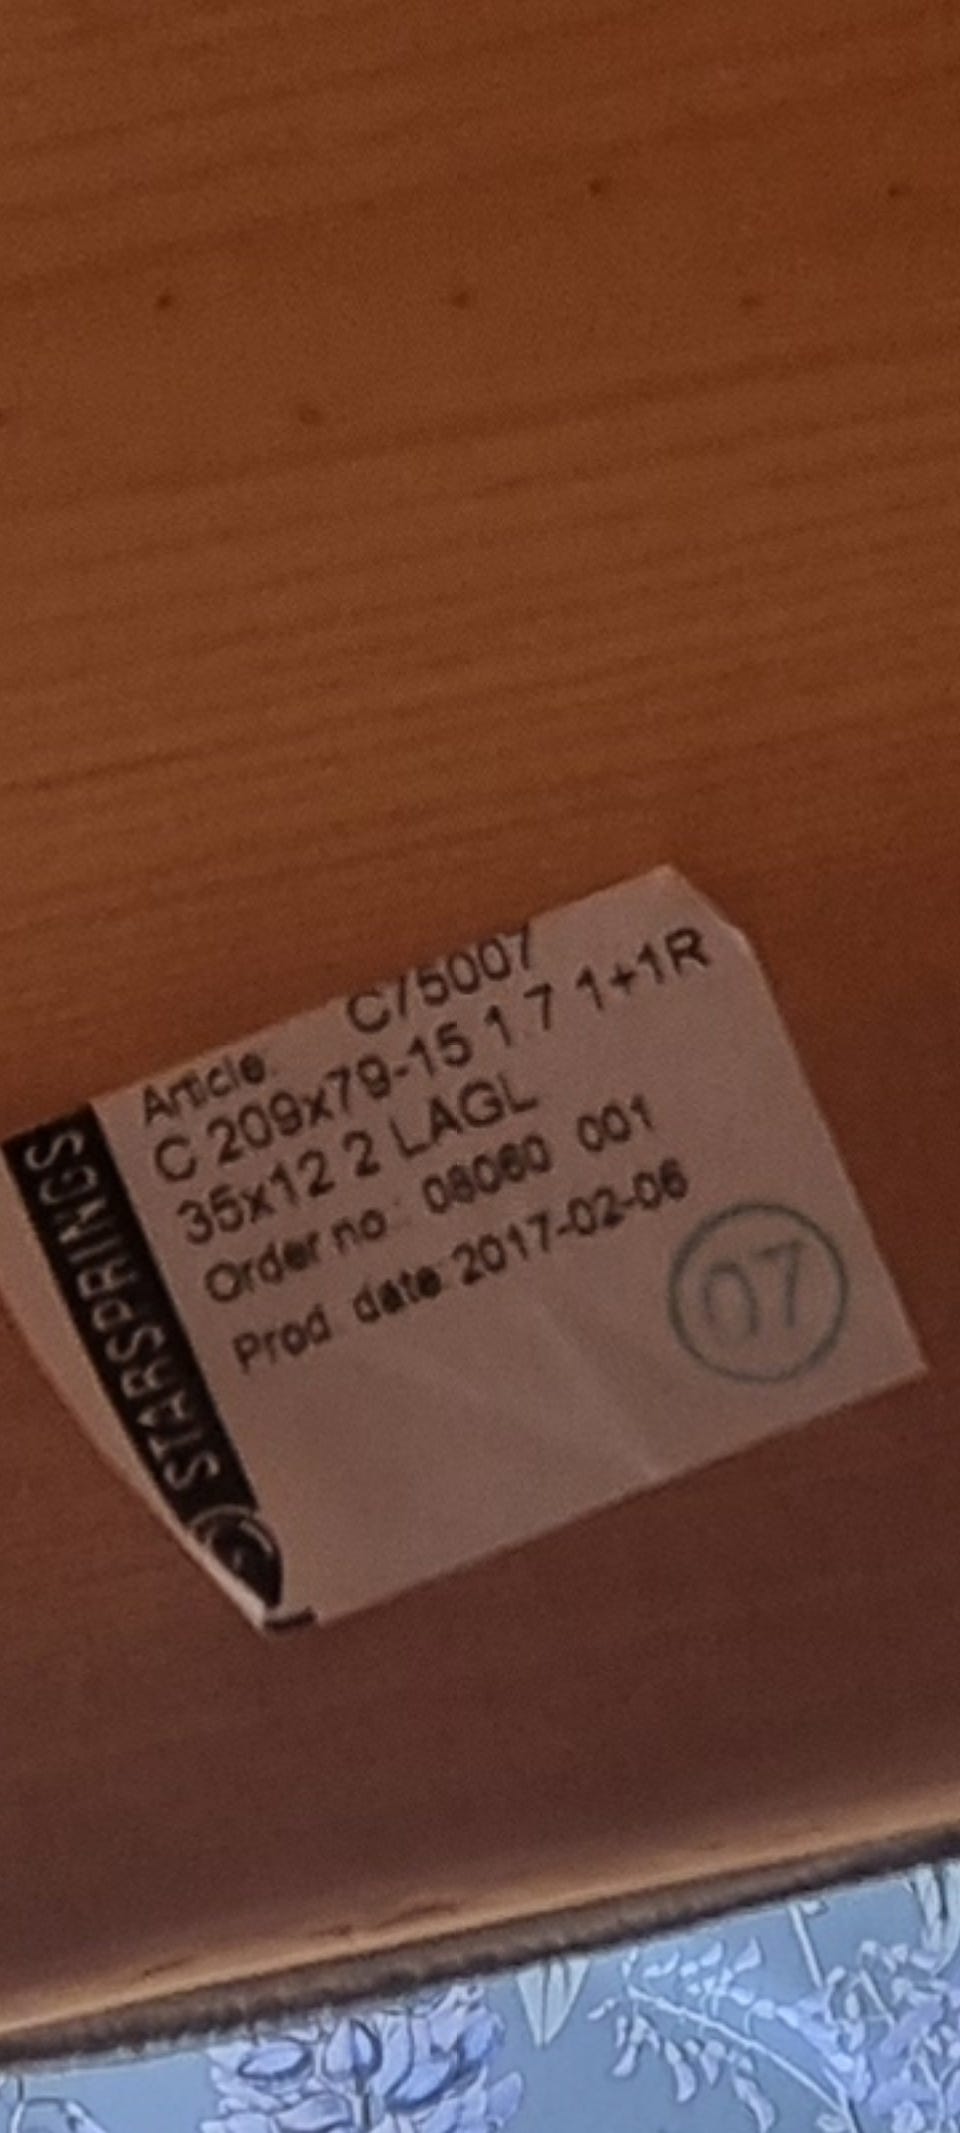 Article: C75007
C 209x79-15 1.7 1+1R
35x12 2 LAGL
Order no.: 08060 001
Prod date:2017-02-06
07
STARSPRINGS